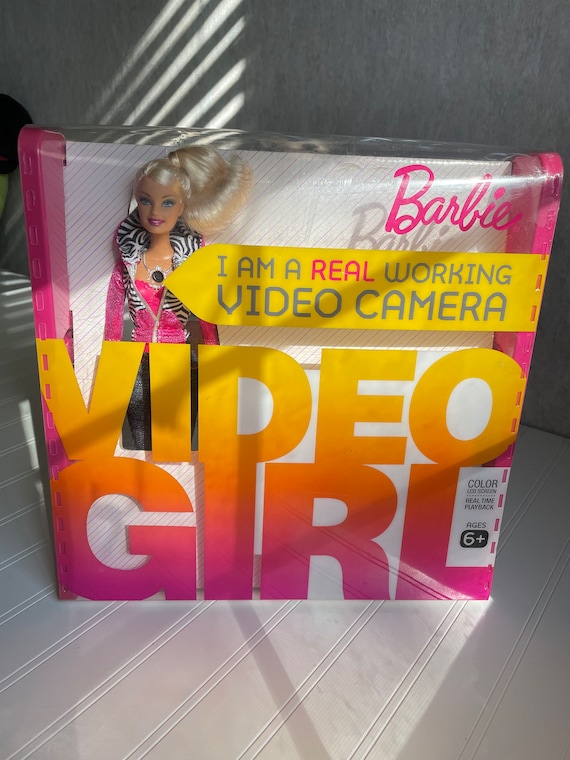 Barbie
I AM A REAL WORKING
VIDEO CAMERA
VIDEO
GIRL
COLOR
LCD SCREEN
REAL TIME
PLAYBACK
AGES
6+